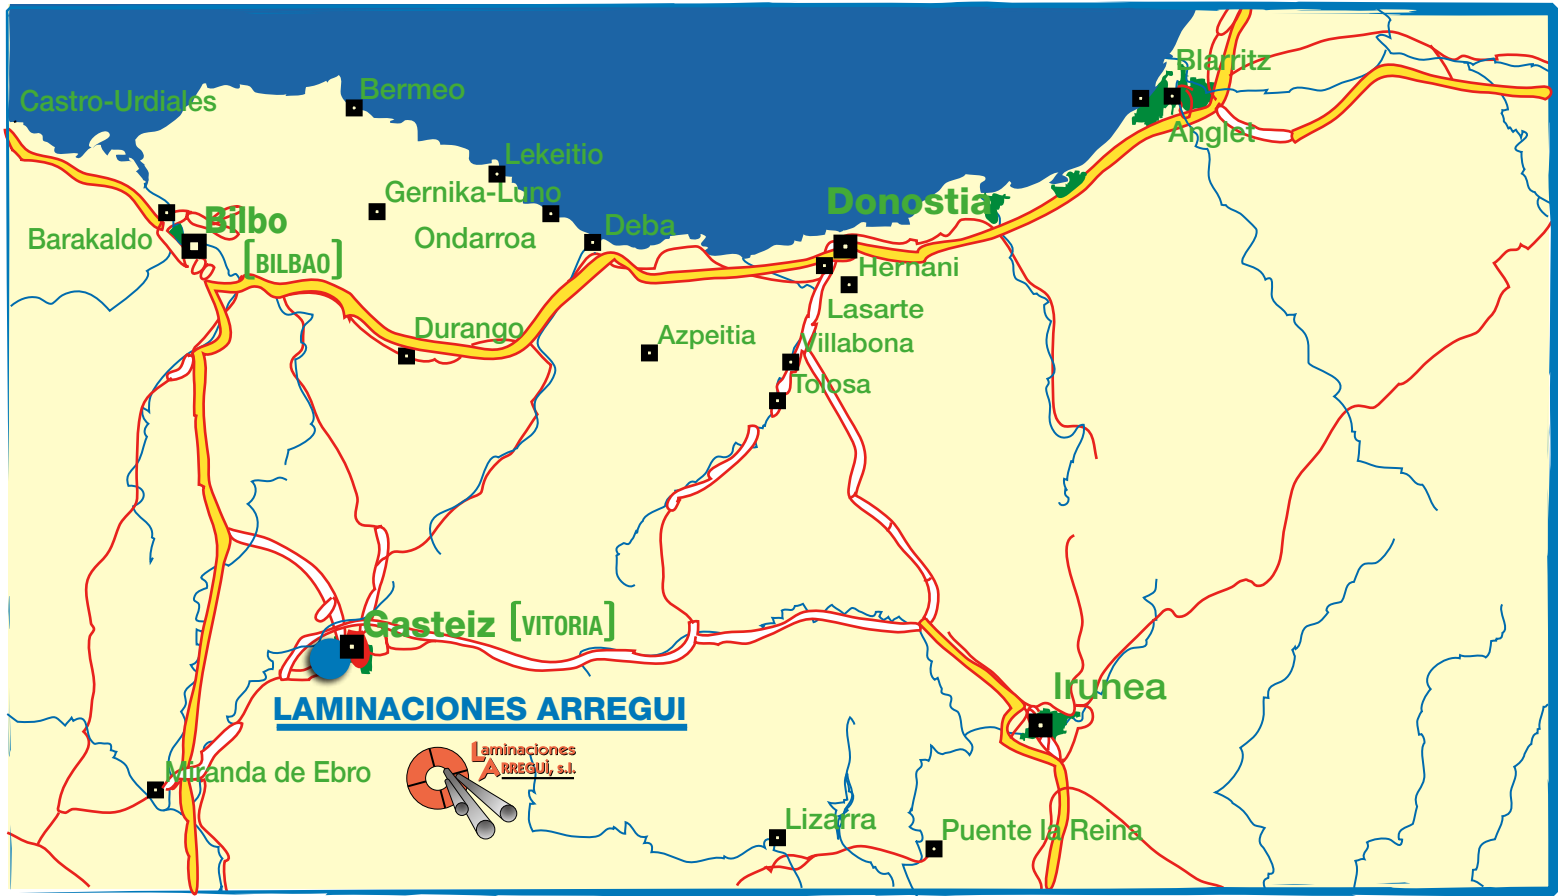 Blarritz
Bermeo
Castro-Urdiales
Anglet
Lekeitio
Gernika-Luno
Donostia
Bilbo
Deba
Barakaldo
Ondarroa
[BILBAO]
Hernani
Lasarte
Durango
Azpeitia
Villabona
Tolosa
Gasteiz [VITORIA]
Irunea
LAMINACIONES ARREGUI
Laminaciones
ARREGUi, s.l.
Miranda de Ebro
Lizarra
Puente la Reina